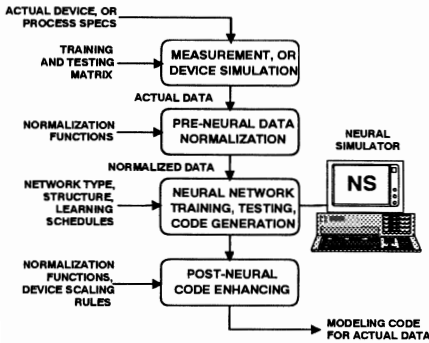 ACTUAL DEVICE, OR
PROCESS SPECS
TRAINING
AND TESTING
MATRIX
MEASUREMENT, OR
DEVICE SIMULATION
ACTUAL DATA
NORMALIZATION
FUNCTIONS
PRE-NEURAL DATA
NORMALIZATION
NEURAL
SIMULATOR
NORMALIZED DATA
NETWORK TYPE,
STRUCTURE,
LEARNING
SCHEDULES
NEURAL NETWORK
TRAINING, TESTING,
CODE GENERATION
NS
NORMALIZATION
FUNCTIONS,
DEVICE SCALING
RULES
POST-NEURAL
CODE ENHANCING
MODELING CODE
FOR ACTUAL DATA